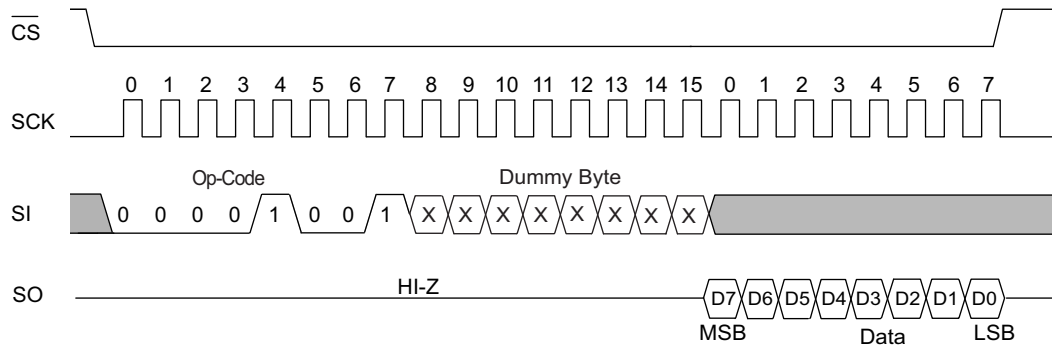 CS
0 1 2 3 4 5 6 7 8 9 10 11 12 13 14 15 0 1 2 3 4 5 6 7
SCK
Op-Code Dummy Byte
SI 0 0 0 0 1 0 0 1 X X X X X X X X
HI-Z
SO D7 D6 D5 D4 D3 D2 D1 D0
MSB Data LSB